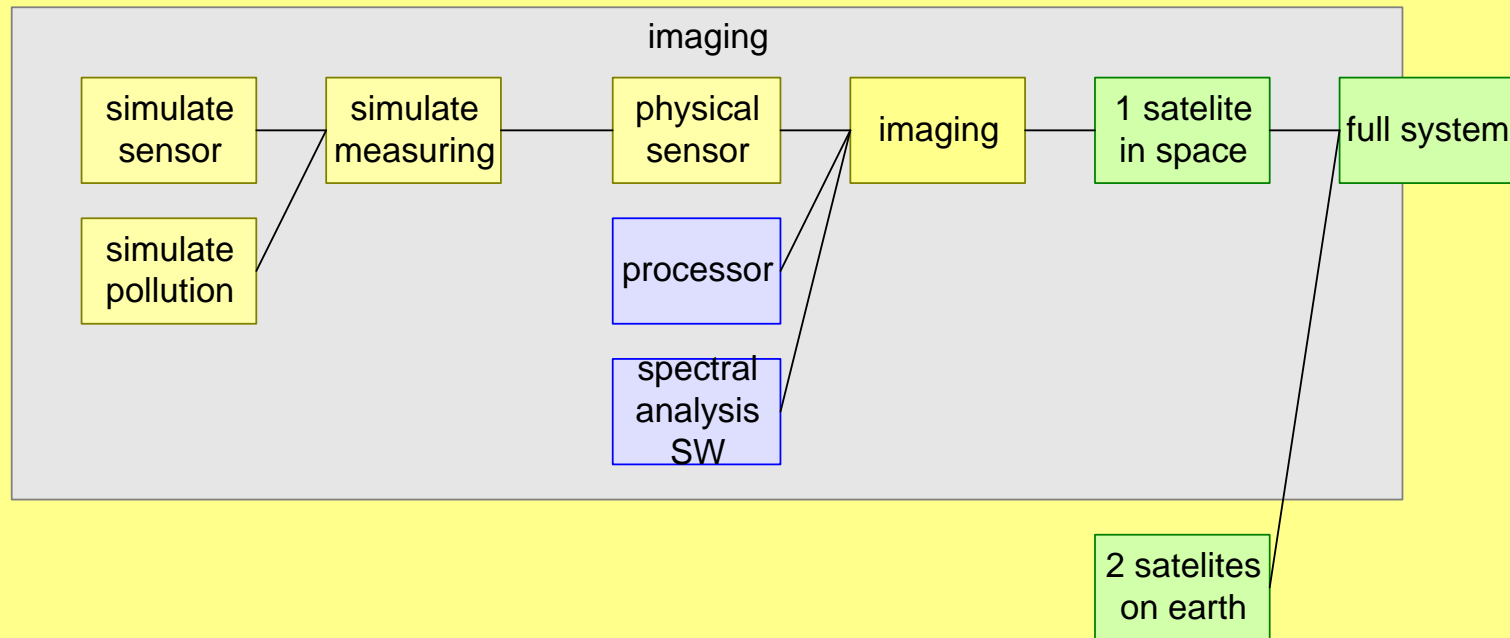 imaging
simulate
sensor
simulate
measuring
physical
sensor
imaging
1 satelite
in space
full system
simulate
pollution
processor
spectral
analysis
SW
2 satelites
on earth